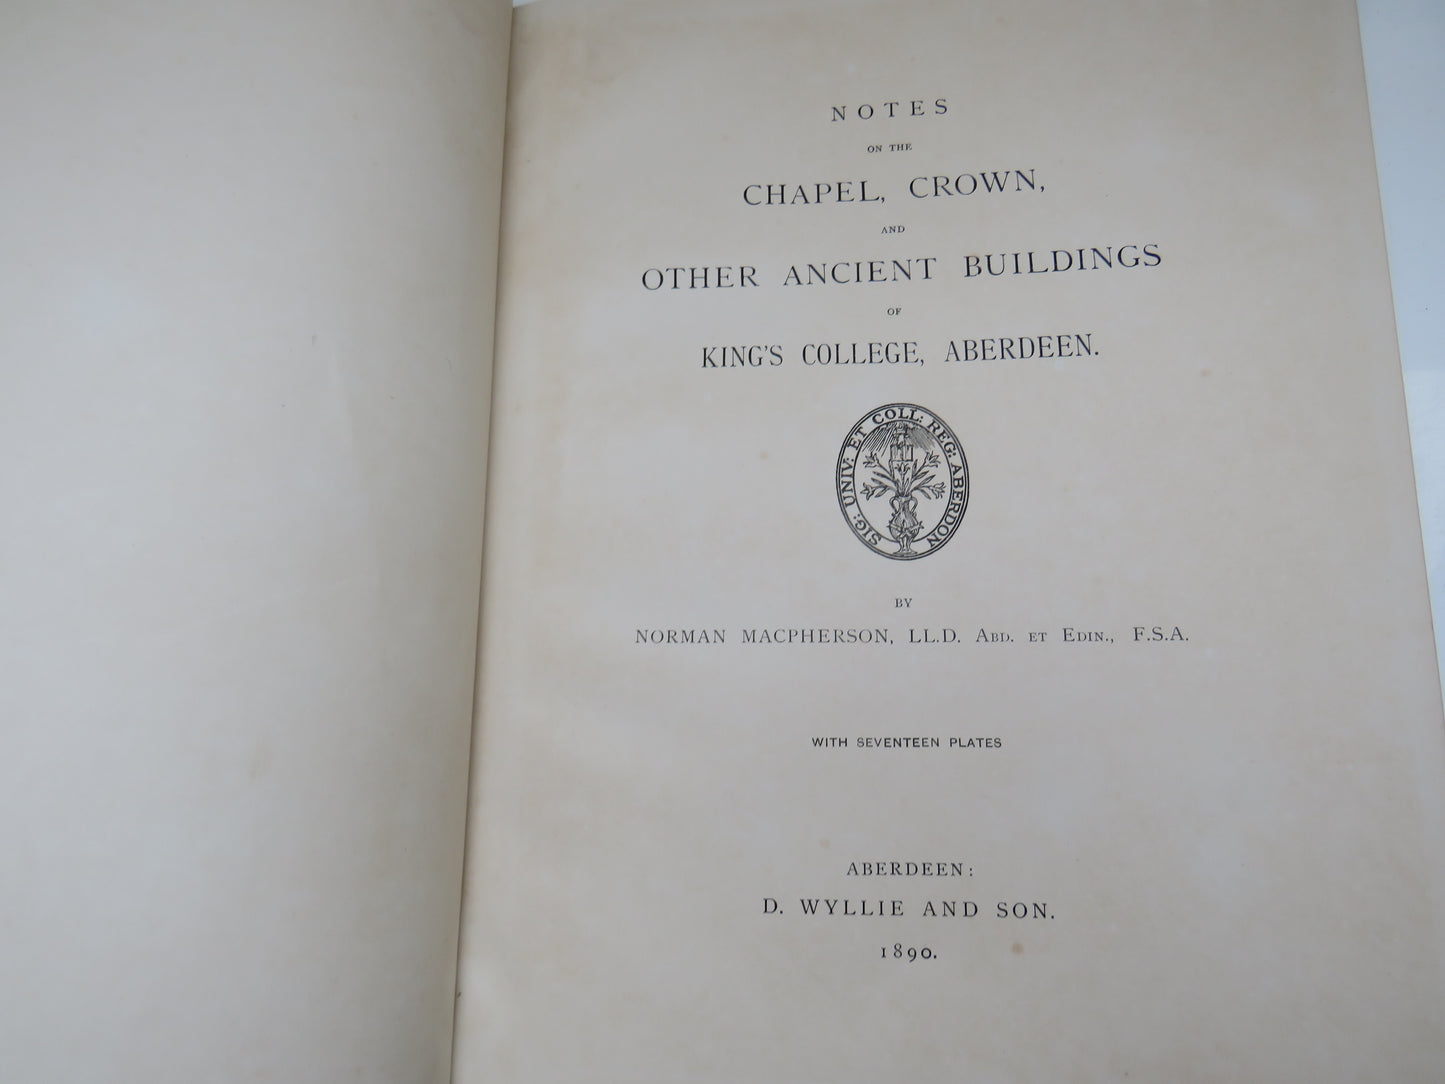 NOTES
ON THE
CHAPEL, CROWN,
AND
OTHER ANCIENT BUILDINGS
OF
KING'S COLLEGE, ABERDEEN.
SIG: UNIV: ET COLL: REG: ABERDON
BY
NORMAN MACPHERSON, LL.D. ABD. ET EDIN., F.S.A.
WITH SEVENTEEN PLATES
ABERDEEN:
D. WYLLIE AND SON.
1890.